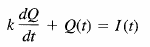 k dQ/dt + Q(t) = I(t)